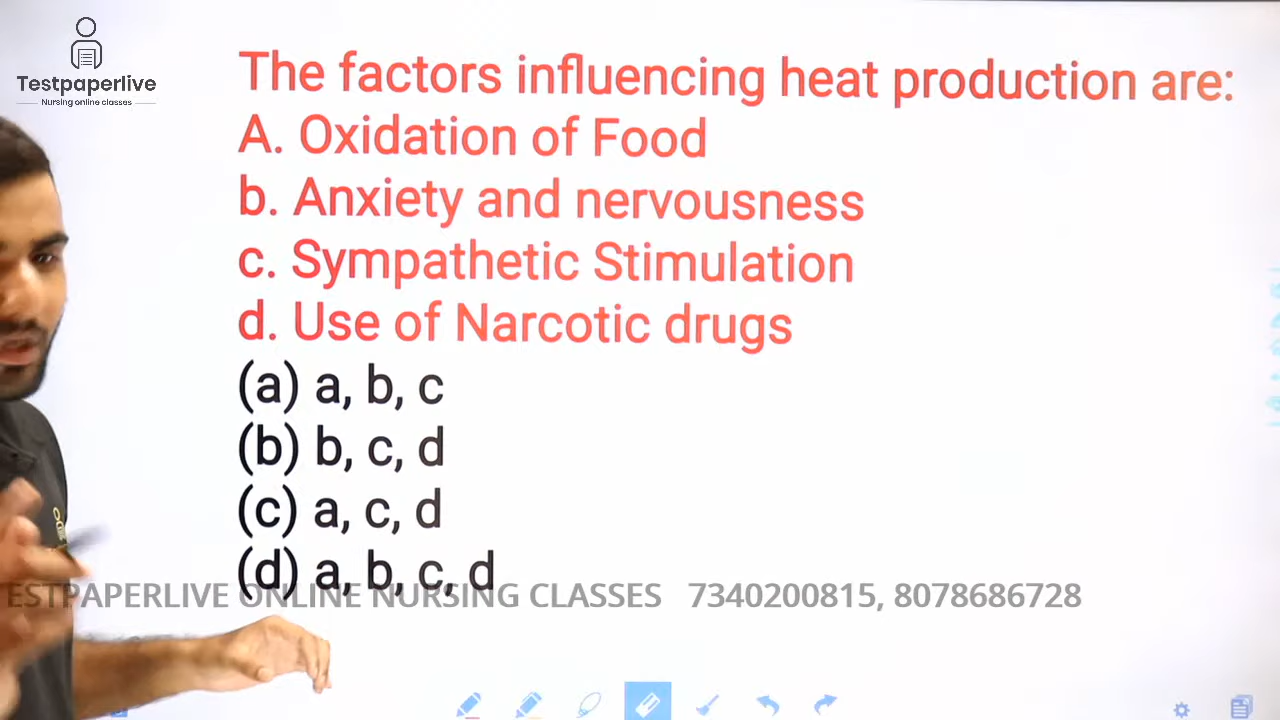 Testpaperlive
Nursing online classes
The factors influencing heat production are:
A. Oxidation of Food
b. Anxiety and nervousness
c. Sympathetic Stimulation
d. Use of Narcotic drugs
(a) a, b, c
(b) b, c, d
(c) a, c, d
(d) a, b, c, d
ESTPAPERLIVE ONLINE NURSING CLASSES 7340200815, 8078686728